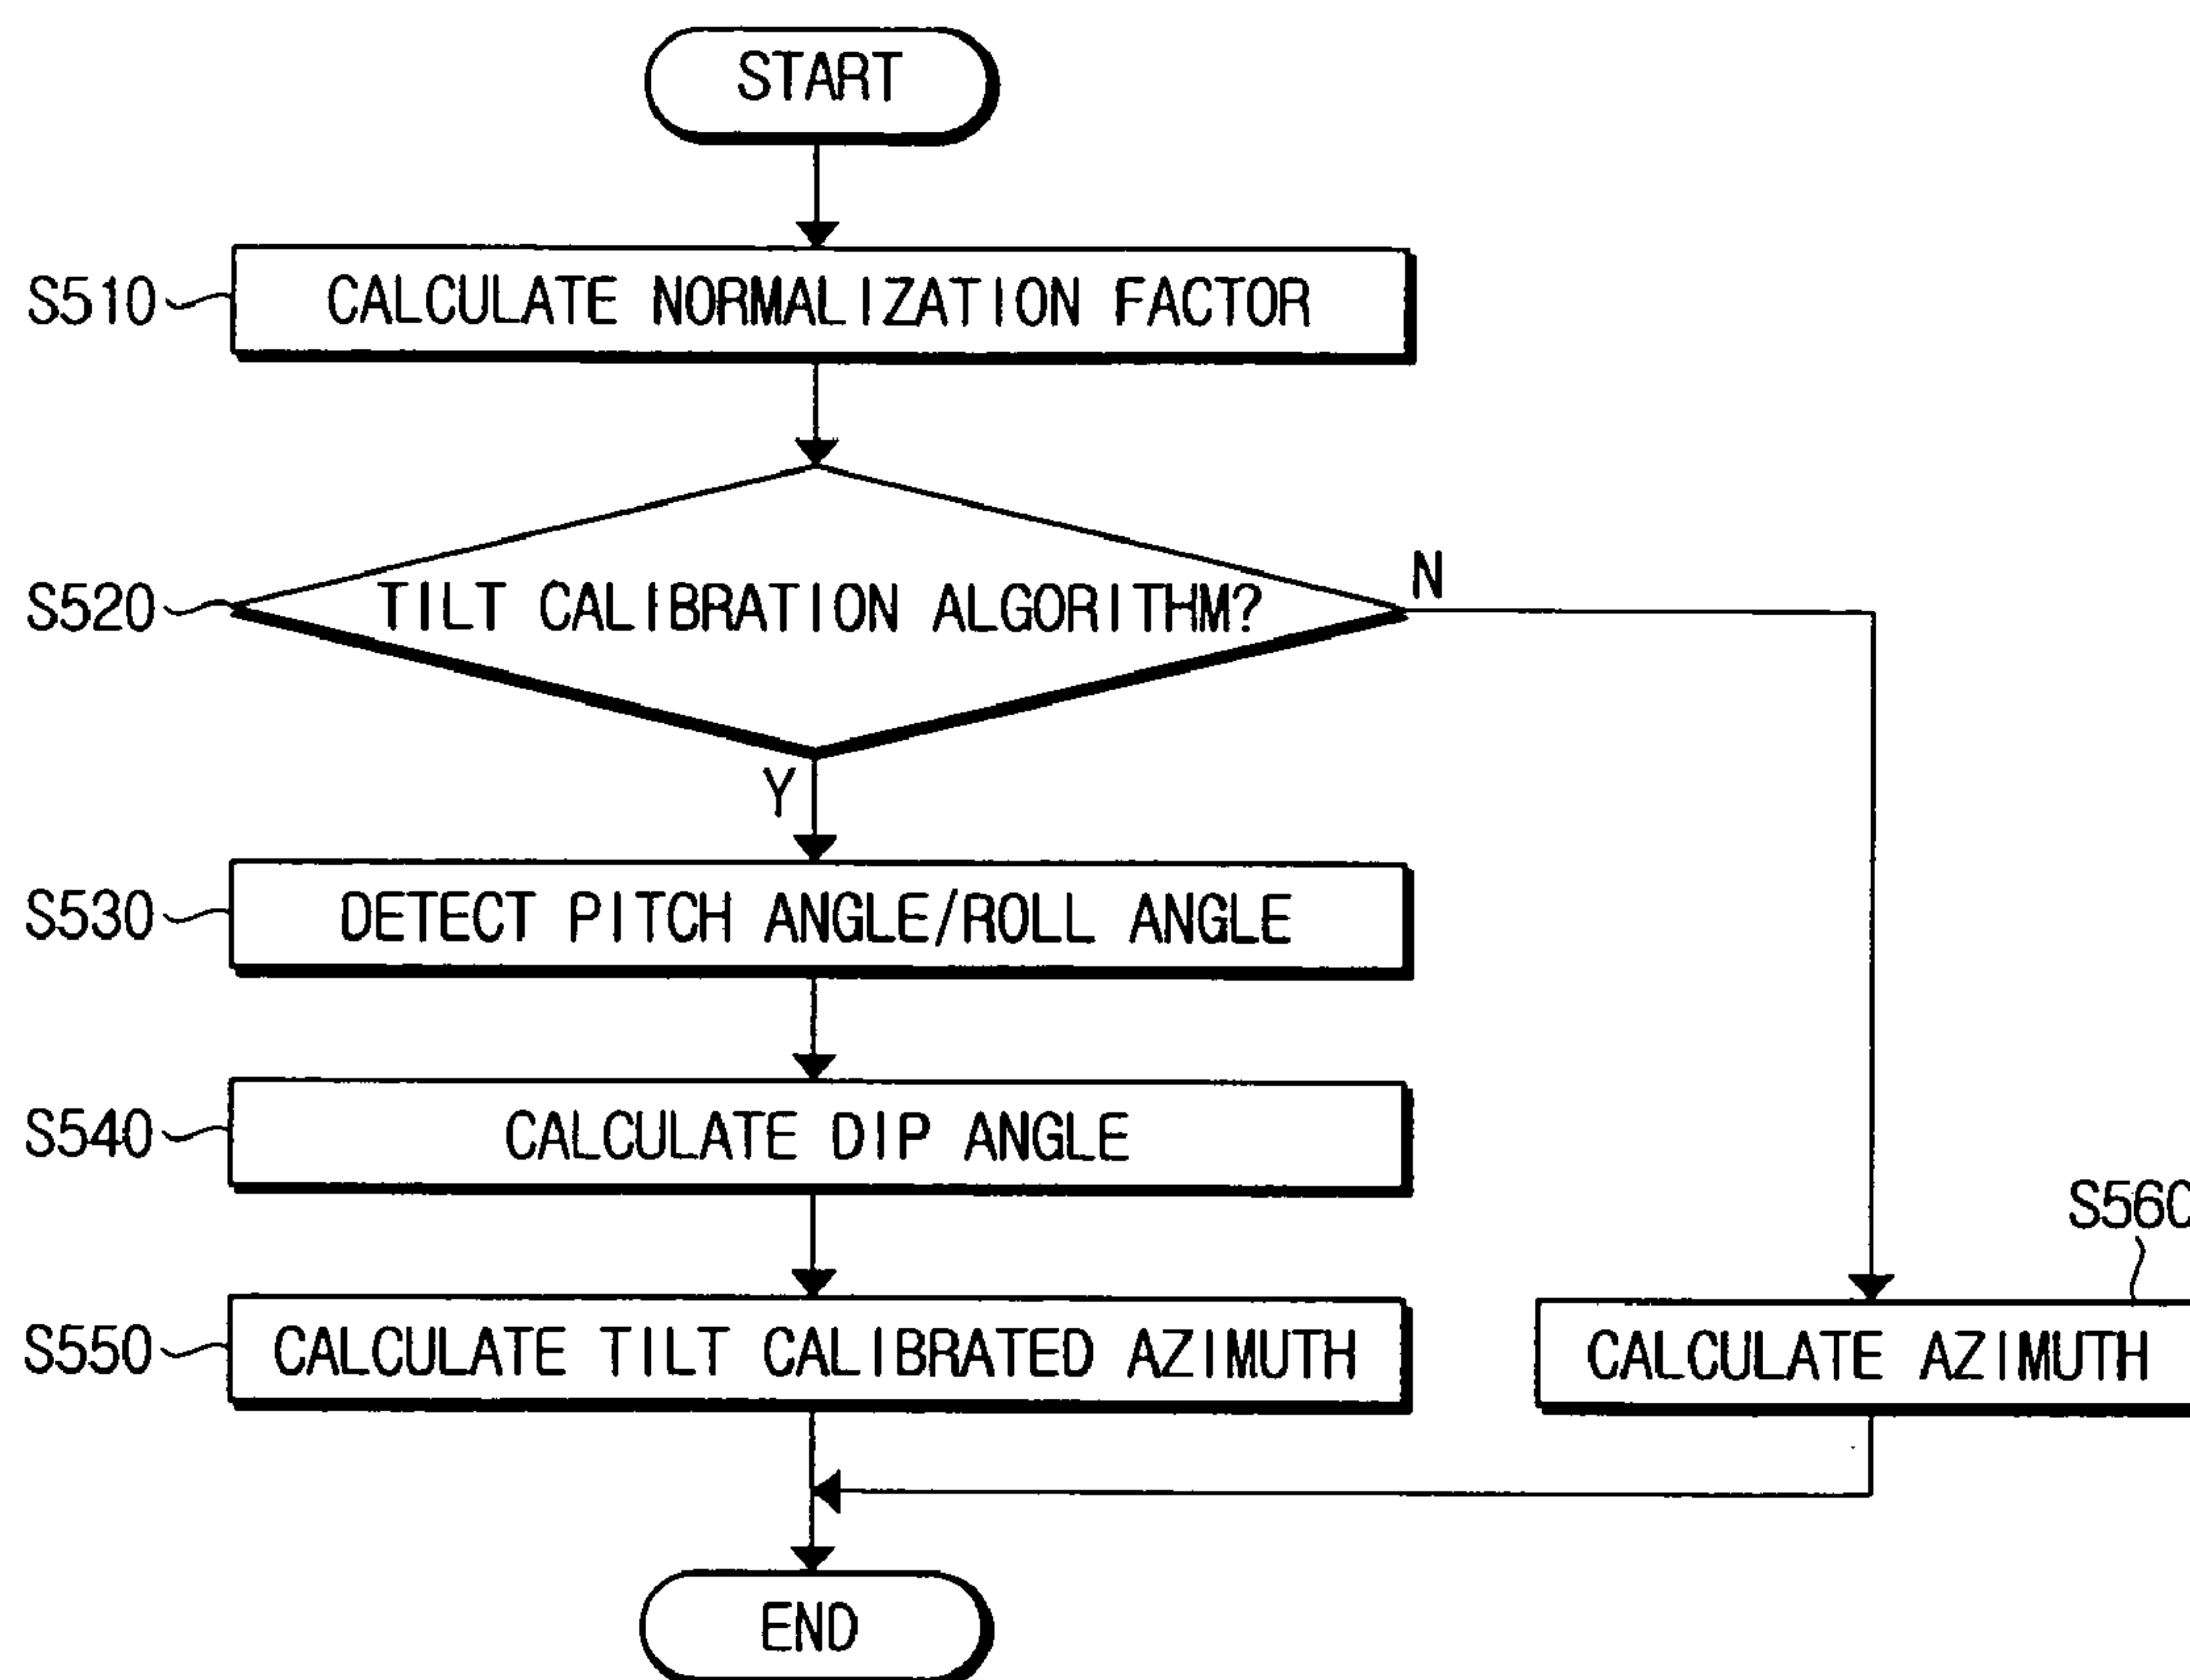 START
S510
CALCULATE NORMALIZATION FACTOR
S520
TILT CALIBRATION ALGORITHM?
N
Y
S530
DETECT PITCH ANGLE/ROLL ANGLE
S540
CALCULATE DIP ANGLE
S560
S550
CALCULATE TILT CALIBRATED AZIMUTH
CALCULATE AZIMUTH
END